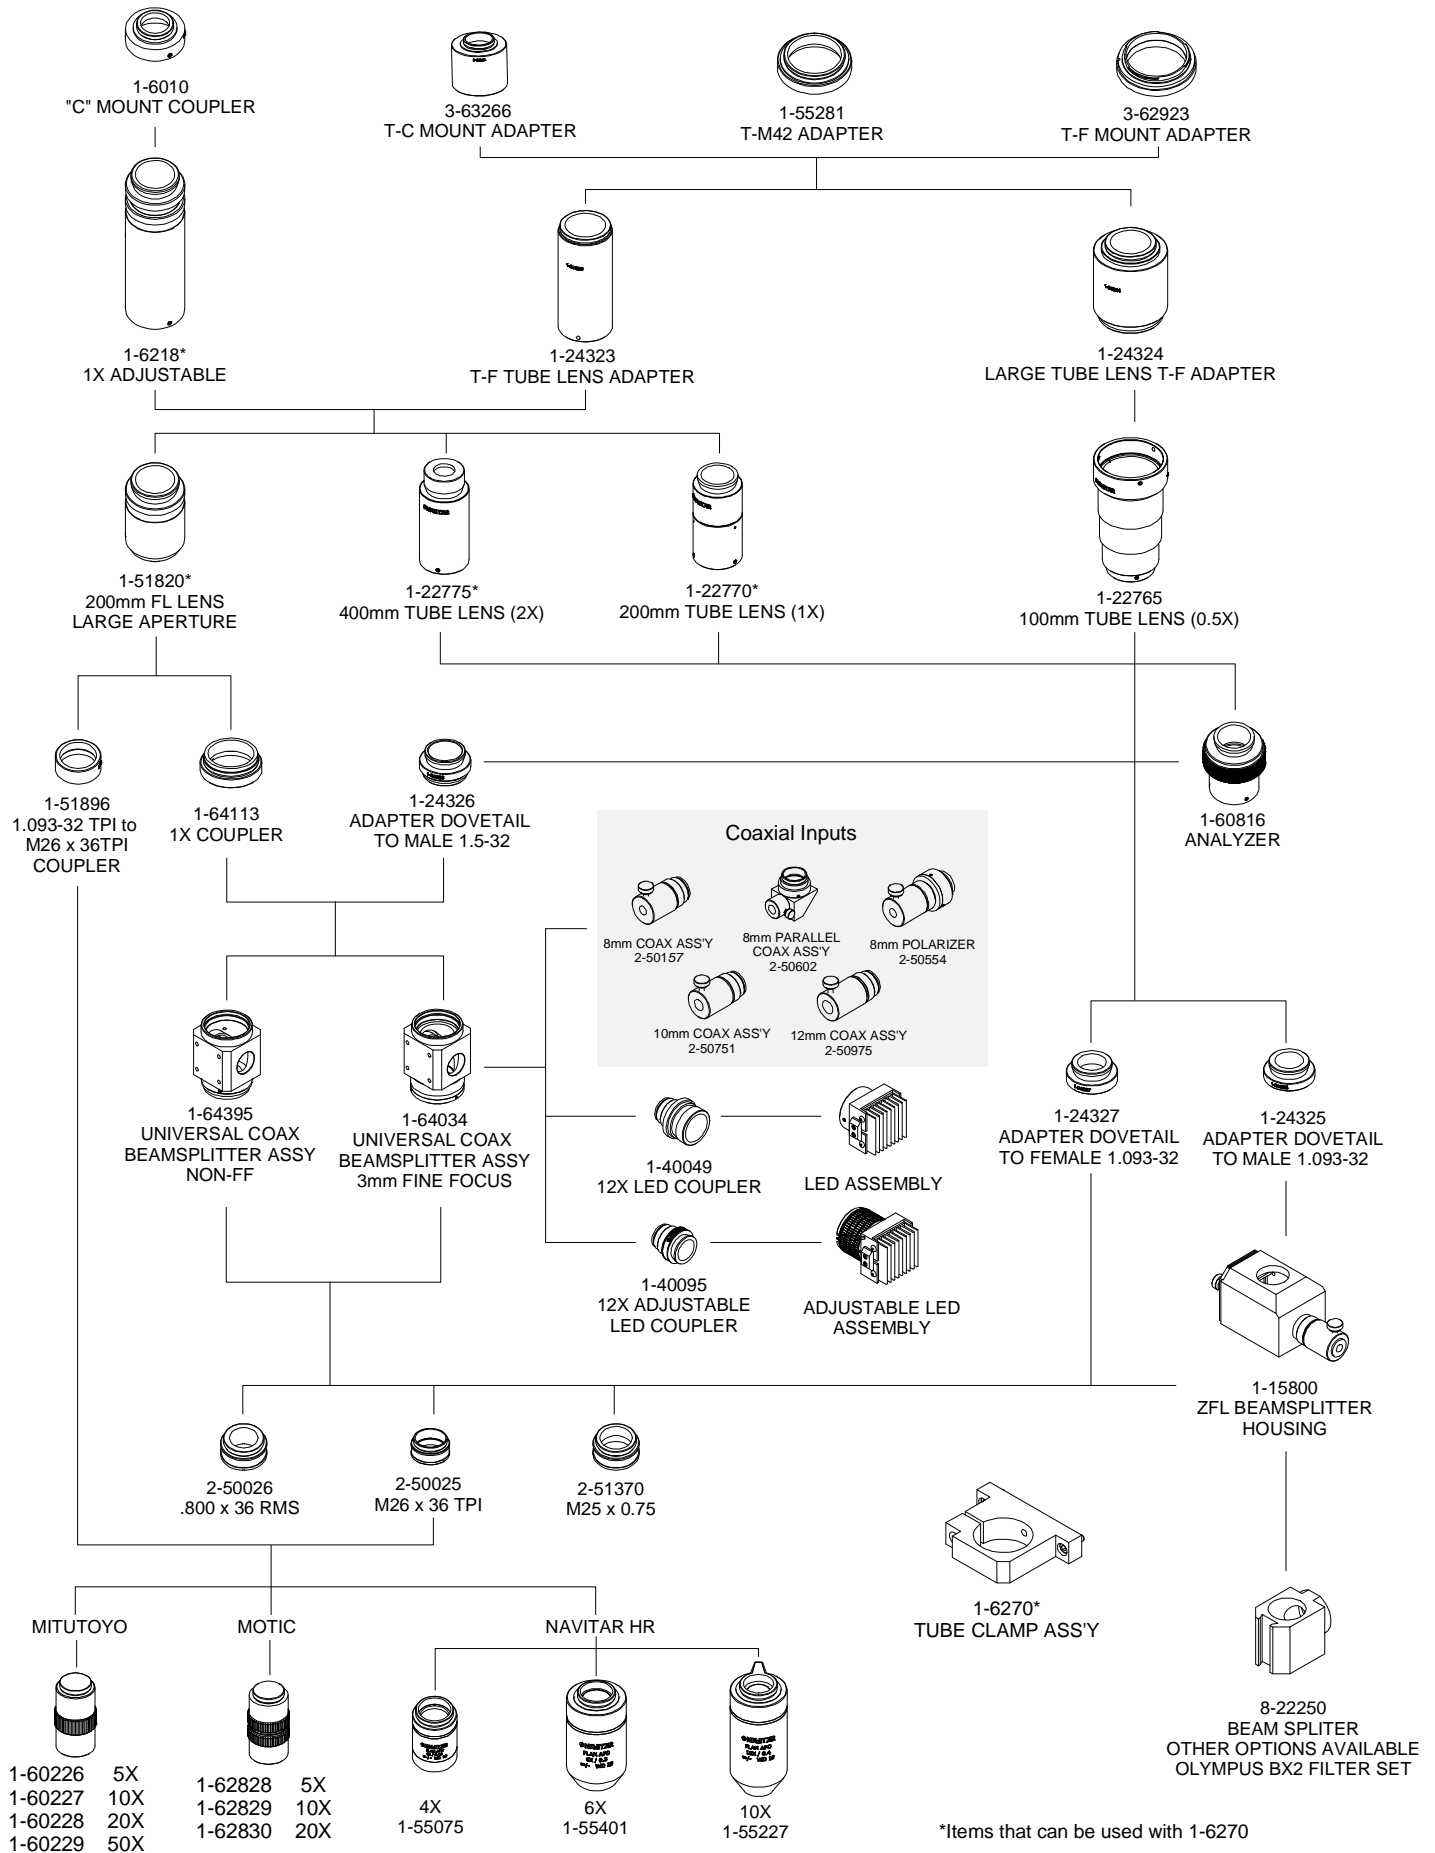 1-6010
"C" MOUNT COUPLER
3-63266
T-C MOUNT ADAPTER
1-55281
T-M42 ADAPTER
3-62923
T-F MOUNT ADAPTER
1-6218*
1X ADJUSTABLE
1-24323
T-F TUBE LENS ADAPTER
1-24324
LARGE TUBE LENS T-F ADAPTER
1-51820*
200mm FL LENS
LARGE APERTURE
1-22775*
400mm TUBE LENS (2X)
1-22770*
200mm TUBE LENS (1X)
1-22765
100mm TUBE LENS (0.5X)
1-51896
1.093-32 TPI to
M26 x 36TPI
COUPLER
1-64113
1X COUPLER
1-24326
ADAPTER DOVETAIL
TO MALE 1.5-32
1-60816
ANALYZER
Coaxial Inputs
8mm COAX ASS'Y
2-50157
8mm PARALLEL
COAX ASS'Y
2-50602
8mm POLARIZER
2-50554
10mm COAX ASS'Y
2-50751
12mm COAX ASS'Y
2-50975
1-64395
UNIVERSAL COAX
BEAMSPLITTER ASSY
NON-FF
1-64034
UNIVERSAL COAX
BEAMSPLITTER ASSY
3mm FINE FOCUS
1-40049
12X LED COUPLER
LED ASSEMBLY
1-24327
ADAPTER DOVETAIL
TO FEMALE 1.093-32
1-24325
ADAPTER DOVETAIL
TO MALE 1.093-32
1-40095
12X ADJUSTABLE
LED COUPLER
ADJUSTABLE LED
ASSEMBLY
1-15800
ZFL BEAMSPLITTER
HOUSING
2-50026
.800 x 36 RMS
2-50025
M26 x 36 TPI
2-51370
M25 x 0.75
1-6270*
TUBE CLAMP ASS'Y
8-22250
BEAM SPLITER
OTHER OPTIONS AVAILABLE
OLYMPUS BX2 FILTER SET
MITUTOYO
MOTIC
NAVITAR HR
1-60226 5X
1-60227 10X
1-60228 20X
1-60229 50X
1-62828 5X
1-62829 10X
1-62830 20X
4X
1-55075
6X
1-55401
10X
1-55227
*Items that can be used with 1-6270